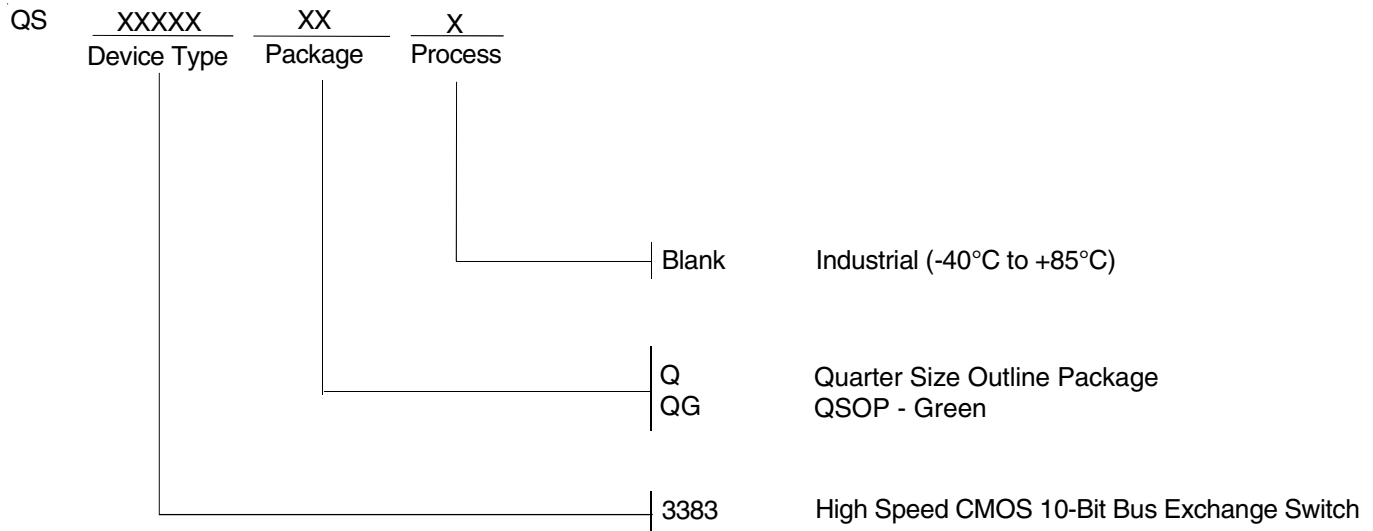 QS XXXXX XX X
Device Type Package Process
Blank Industrial (-40°C to +85°C)
Q Quarter Size Outline Package
QG QSOP - Green
3383 High Speed CMOS 10-Bit Bus Exchange Switch